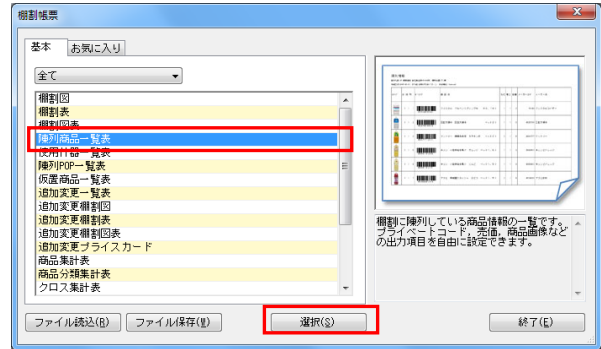 棚割帳票
基本
お気に入り
全て
棚割図
棚割表
棚割図表
陳列商品一覧表
使用什器一覧表
陳列POP一覧表
仮置商品一覧表
追加変更一覧表
追加変更棚割図
追加変更棚割表
追加変更棚割図表
追加変更プライスカード
商品集計表
商品分類集計表
クロス集計表
棚割に陳列している商品情報の一覧です。
プライベートコード，売価，商品画像など
の出力項目を自由に設定できます。
ファイル読込(R)
ファイル保存(W)
選択(S)
終了(E)